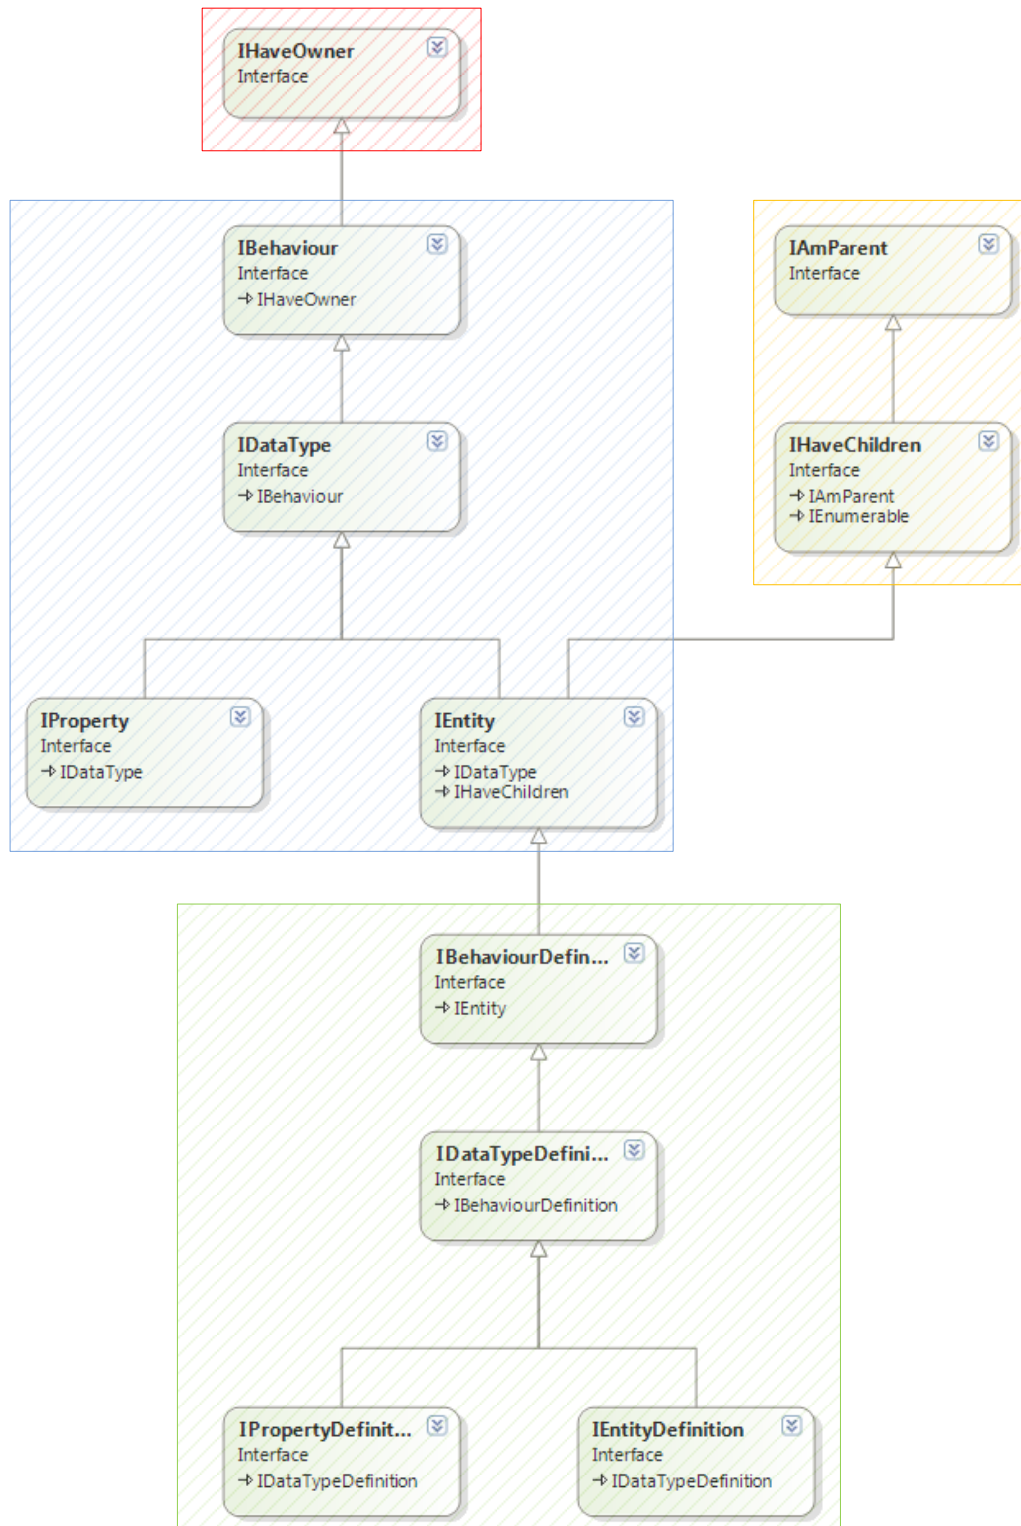 IHaveOwner
Interface
IBehaviour
Interface
IHaveOwner
IAmParent
Interface
IDataType
Interface
IBehaviour
IHaveChildren
Interface
IAmParent
IEnumerable
IProperty
Interface
IDataType
IEntity
Interface
IDataType
IHaveChildren
IBehaviourDefin...
Interface
IEntity
IDataTypeDefini...
Interface
IBehaviourDefinition
IPropertyDefinit...
Interface
IDataTypeDefinition
IEntityDefinition
Interface
IDataTypeDefinition